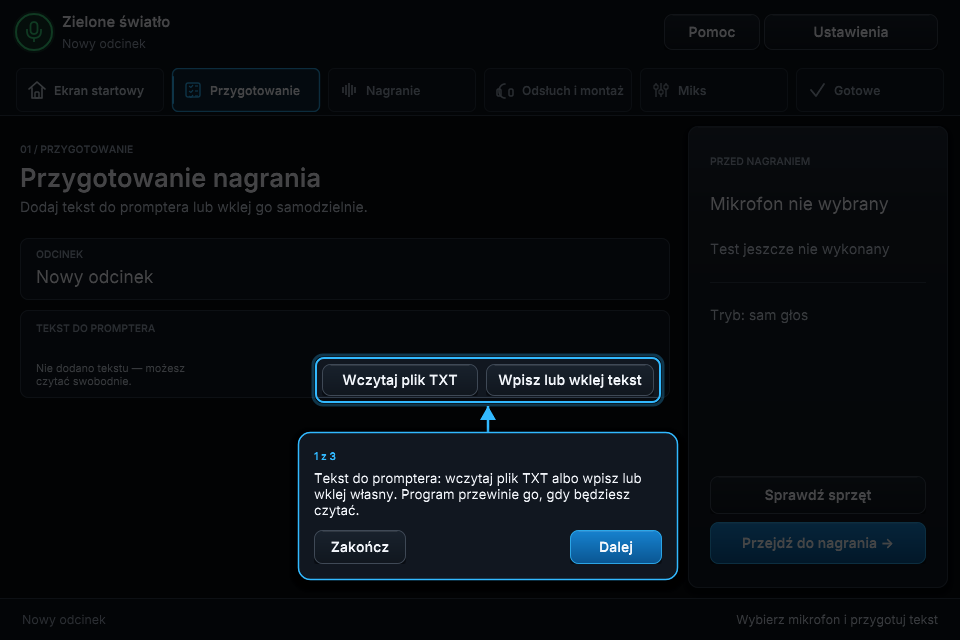 Zielone światło
Nowy odcinek
Pomoc
Ustawienia
Ekran startowy
Przygotowanie
Nagranie
Odsłuch i montaż
Miks
Gotowe
01 / PRZYGOTOWANIE
Przygotowanie nagrania
Dodaj tekst do promptera lub wklej go samodzielnie.
ODCINEK
Nowy odcinek
TEKST DO PROMPTERA
Nie dodano tekstu — możesz
czytać swobodnie.
Wczytaj plik TXT
Wpisz lub wklej tekst
1 z 3
Tekst do promptera: wczytaj plik TXT albo wpisz lub
wklej własny. Program przewinie go, gdy będziesz
czytać.
Zakończ
Dalej
PRZED NAGRANIEM
Mikrofon nie wybrany
Test jeszcze nie wykonany
Tryb: sam głos
Sprawdź sprzęt
Przejdź do nagrania →
Nowy odcinek
Wybierz mikrofon i przygotuj tekst